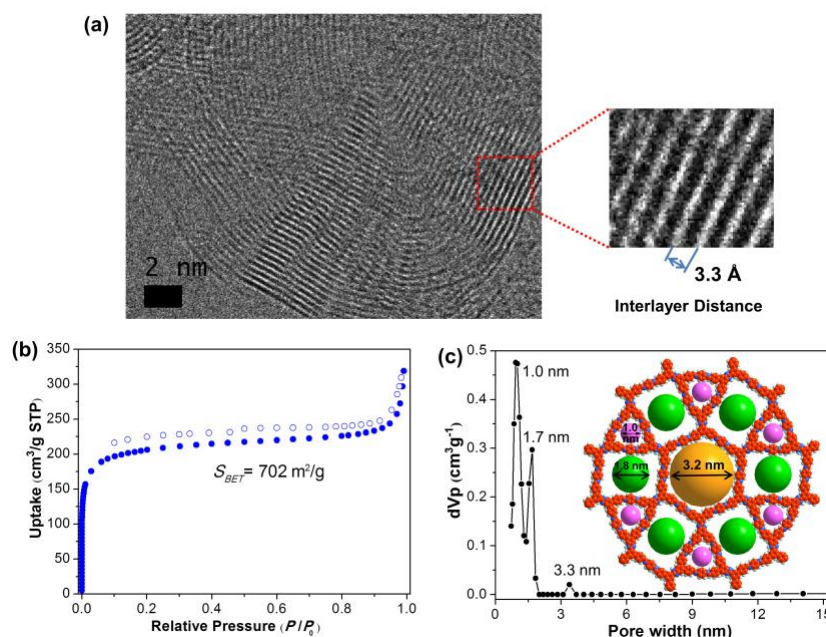 (a)
2 nm
3.3 Å
Interlayer Distance
(b)
350
300
250
200
150
100
50
0
0.0 0.2 0.4 0.6 0.8 1.0
Uptake (cm³/g STP)
S_BET = 702 m²/g
Relative Pressure (P/P₀)
(c)
0.5
0.4
0.3
0.2
0.1
0.0
0 3 6 9 12 15
dVp (cm³g⁻¹)
1.0 nm
1.7 nm
3.3 nm
1.0
nm
1.8 nm
3.2 nm
Pore width (nm)